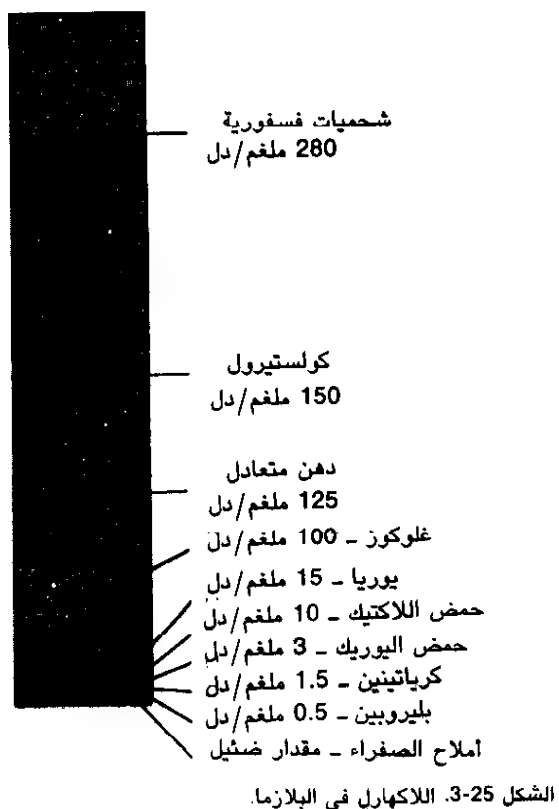 شحميات فسفورية
280 ملغم/دل
كولستيرول
150 ملغم/دل
دهن متعادل
125 ملغم/دل
غلوكوز - 100 ملغم/دل
يوريا - 15 ملغم/دل
حمض اللاكتيك - 10 ملغم/دل
حمض اليوريك - 3 ملغم/دل
كرياتينين - 1.5 ملغم/دل
بليروبين - 0.5 ملغم/دل
أملاح الصفراء - مقدار ضئيل
الشكل 25-3. اللاكهارل في البلازما.